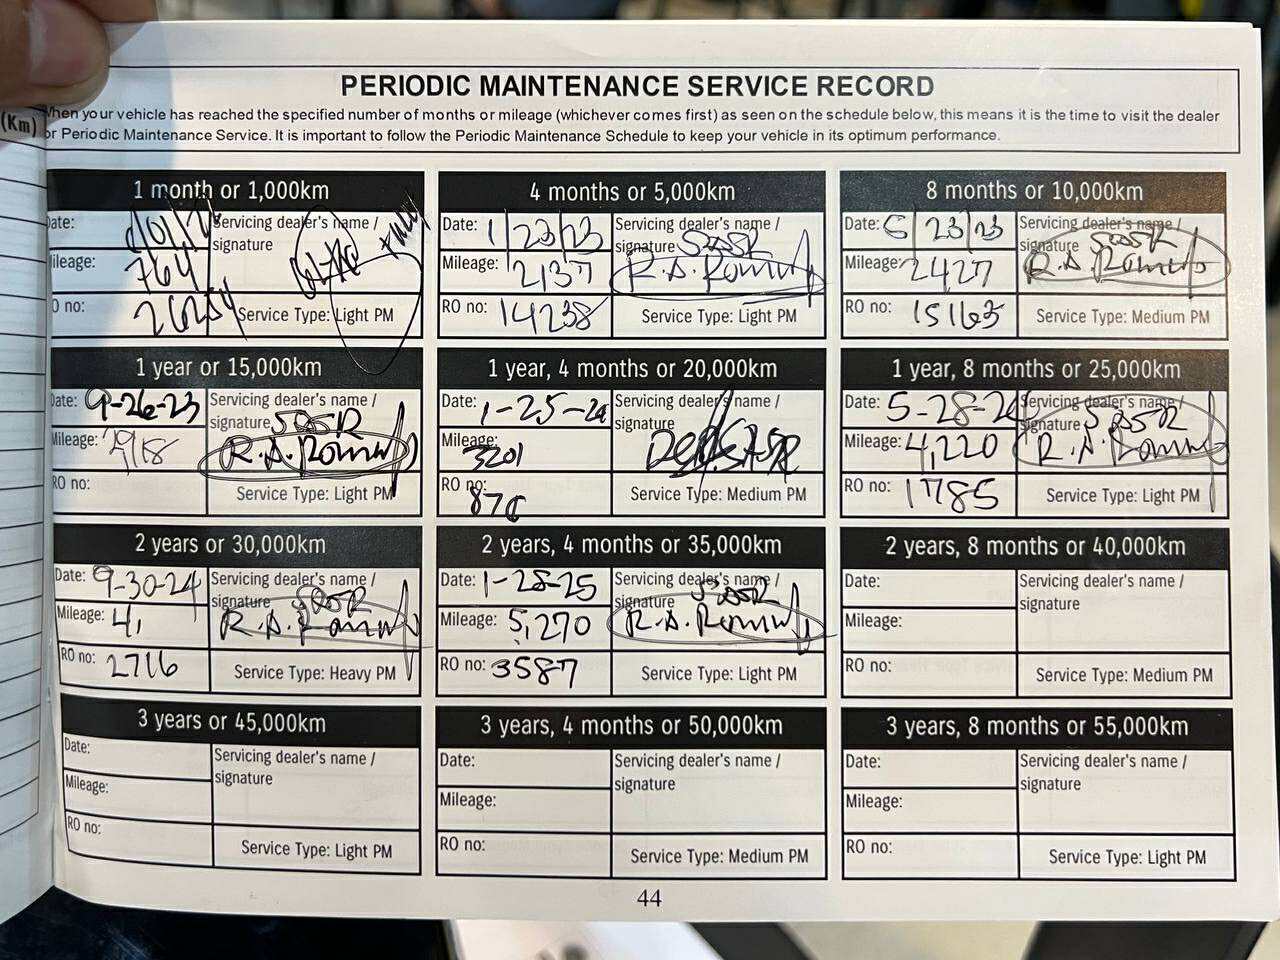 (Km)
PERIODIC MAINTENANCE SERVICE RECORD
When your vehicle has reached the specified number of months or mileage (whichever comes first) as seen on the schedule below, this means it is the time to visit the dealer
or Periodic Maintenance Service. It is important to follow the Periodic Maintenance Schedule to keep your vehicle in its optimum performance.
1 month or 1,000km
Date:
Servicing dealer's name /
signature
Mileage: 764
RO no: 26254
Service Type: Light PM
4 months or 5,000km
Date: 1/23/23
Servicing dealer's name /
signature
R.A. Romulo
Mileage: 2137
RO no: 14238
Service Type: Light PM
8 months or 10,000km
Date: 5/23/23
Servicing dealer's name /
signature
R.A. Romulo
Mileage: 2427
RO no: 15163
Service Type: Medium PM
1 year or 15,000km
Date: 9-26-23
Servicing dealer's name /
signature
R.A. Romulo
Mileage: 2918
RO no:
Service Type: Light PM
1 year, 4 months or 20,000km
Date: 1-25-24
Servicing dealer's name /
signature
Mileage: 3201
RO no:
Service Type: Medium PM
1 year, 8 months or 25,000km
Date: 5-28-24
Servicing dealer's name /
signature
R.A. Romulo
Mileage: 4,220
RO no: 1785
Service Type: Light PM
2 years or 30,000km
Date: 9-30-24
Servicing dealer's name /
signature
R.A. Romulo
Mileage: 4,
RO no: 2716
Service Type: Heavy PM
2 years, 4 months or 35,000km
Date: 1-28-25
Servicing dealer's name /
signature
R.A. Romulo
Mileage: 5,270
RO no: 3587
Service Type: Light PM
2 years, 8 months or 40,000km
Date:
Servicing dealer's name /
signature
Mileage:
RO no:
Service Type: Medium PM
3 years or 45,000km
Date:
Servicing dealer's name /
signature
Mileage:
RO no:
Service Type: Light PM
3 years, 4 months or 50,000km
Date:
Servicing dealer's name /
signature
Mileage:
RO no:
Service Type: Medium PM
3 years, 8 months or 55,000km
Date:
Servicing dealer's name /
signature
Mileage:
RO no:
Service Type: Light PM
44